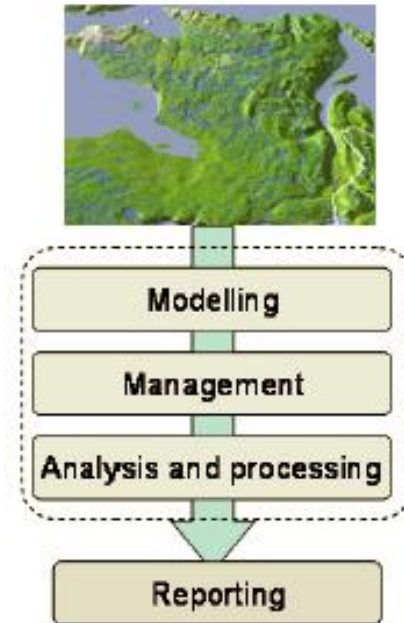 Modelling
Management
Analysis and processing
Reporting